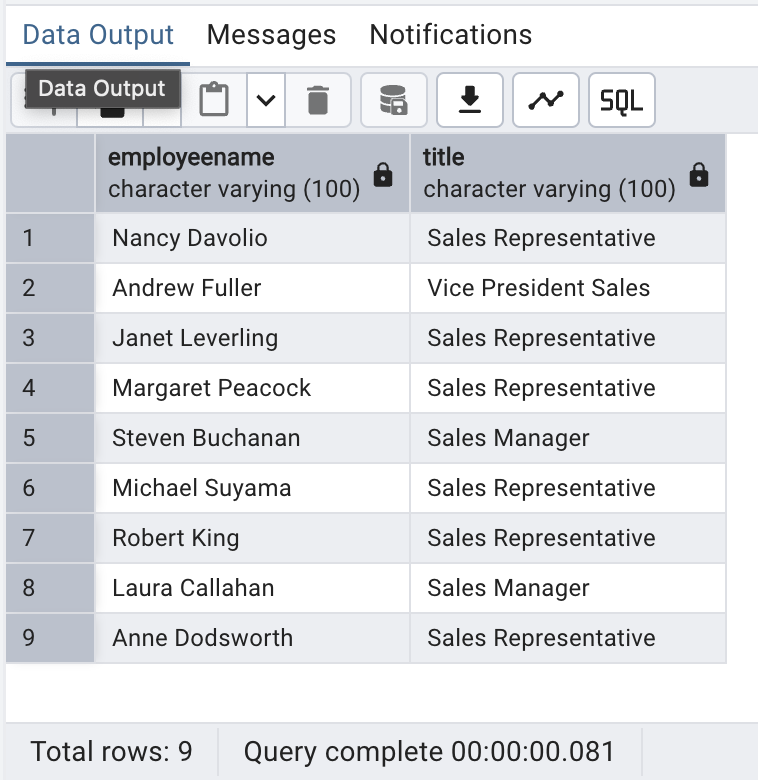 Data Output Messages Notifications
Data Output
SQL
employeename title
character varying (100) character varying (100)
1 Nancy Davolio Sales Representative
2 Andrew Fuller Vice President Sales
3 Janet Leverling Sales Representative
4 Margaret Peacock Sales Representative
5 Steven Buchanan Sales Manager
6 Michael Suyama Sales Representative
7 Robert King Sales Representative
8 Laura Callahan Sales Manager
9 Anne Dodsworth Sales Representative
Total rows: 9 Query complete 00:00:00.081